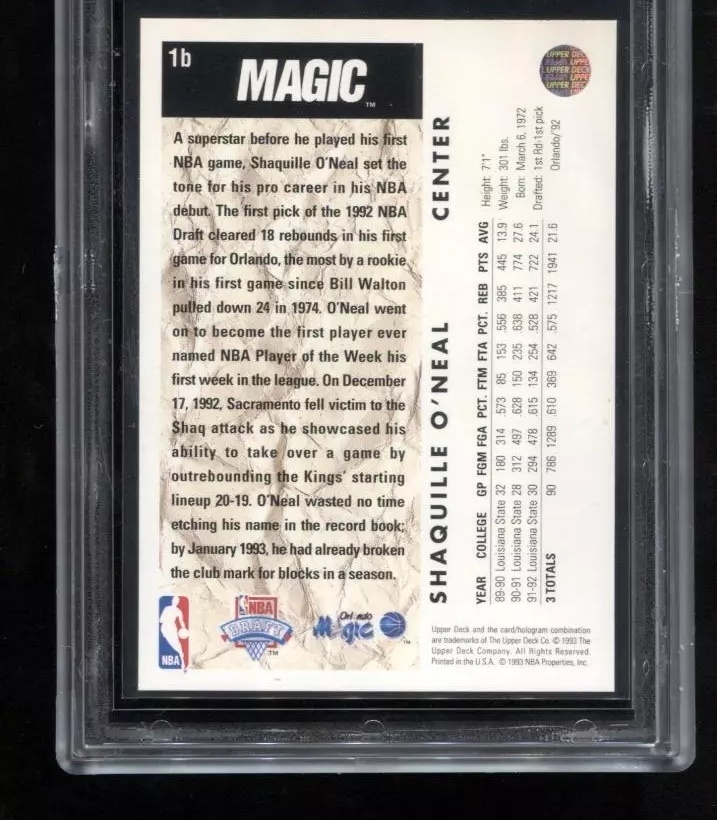 1b
MAGIC
TM
A superstar before he played his first
NBA game, Shaquille O'Neal set the
tone for his pro career in his NBA
debut. The first pick of the 1992 NBA
Draft cleared 18 rebounds in his first
game for Orlando, the most by a rookie
in his first game since Bill Walton
pulled down 24 in 1974. O'Neal went
on to become the first player ever
named NBA Player of the Week his
first week in the league. On December
17, 1992, Sacramento fell victim to the
Shaq attack as he showcased his
ability to take over a game by
outrebounding the Kings' starting
lineup 20-19. O'Neal wasted no time
etching his name in the record book;
by January 1993, he had already broken
the club mark for blocks in a season.
NBA
NBA
DRAFT
TM
Orlando
Magic
TM
SHAQUILLE O'NEAL CENTER
Height: 7'1"
Weight: 301 lbs.
Born: March 6, 1972
Drafted: 1st Rd-1st pick
Orlando/'92
YEAR COLLEGE GP FGM FGA PCT. FTM FTA PCT. REB PTS AVG
89-90 Louisiana State 32 180 314 .573 85 153 .556 385 445 13.9
90-91 Louisiana State 28 312 497 .628 150 235 .638 411 774 27.6
91-92 Louisiana State 30 294 478 .615 134 254 .528 421 722 24.1
3 TOTALS 90 786 1289 .610 369 642 .575 1217 1941 21.6
UPPER DECK
Upper Deck and the card/hologram combination
are trademarks of The Upper Deck Co. © 1993 The
Upper Deck Company. All Rights Reserved.
Printed in the U.S.A. © 1993 NBA Properties, Inc.